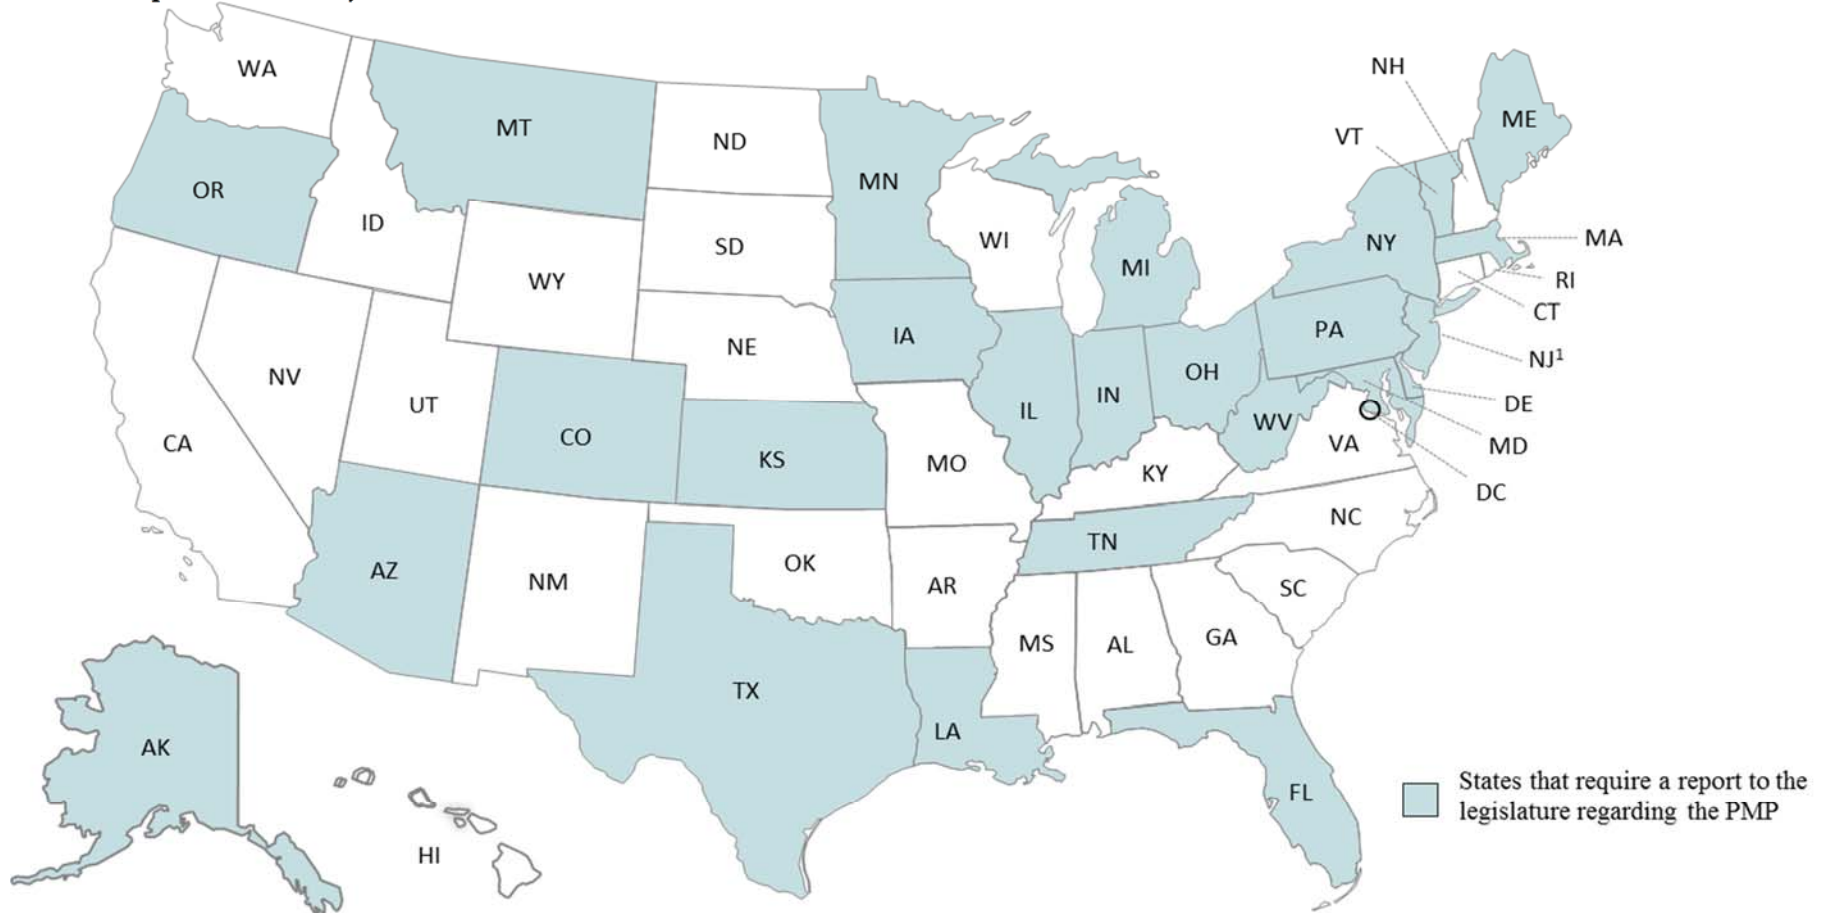 WA
MT
ND
MN
OR
ID
SD
WI
MI
WY
NH
VT
ME
NY
MA
RI
CT
NJ¹
DE
MD
DC
IA
NE
PA
OH
IN
IL
WV
VA
NV
UT
CO
KS
MO
KY
CA
NC
TN
OK
AR
AZ
NM
SC
MS
AL
GA
TX
LA
AK
HI
FL
States that require a report to the
legislature regarding the PMP